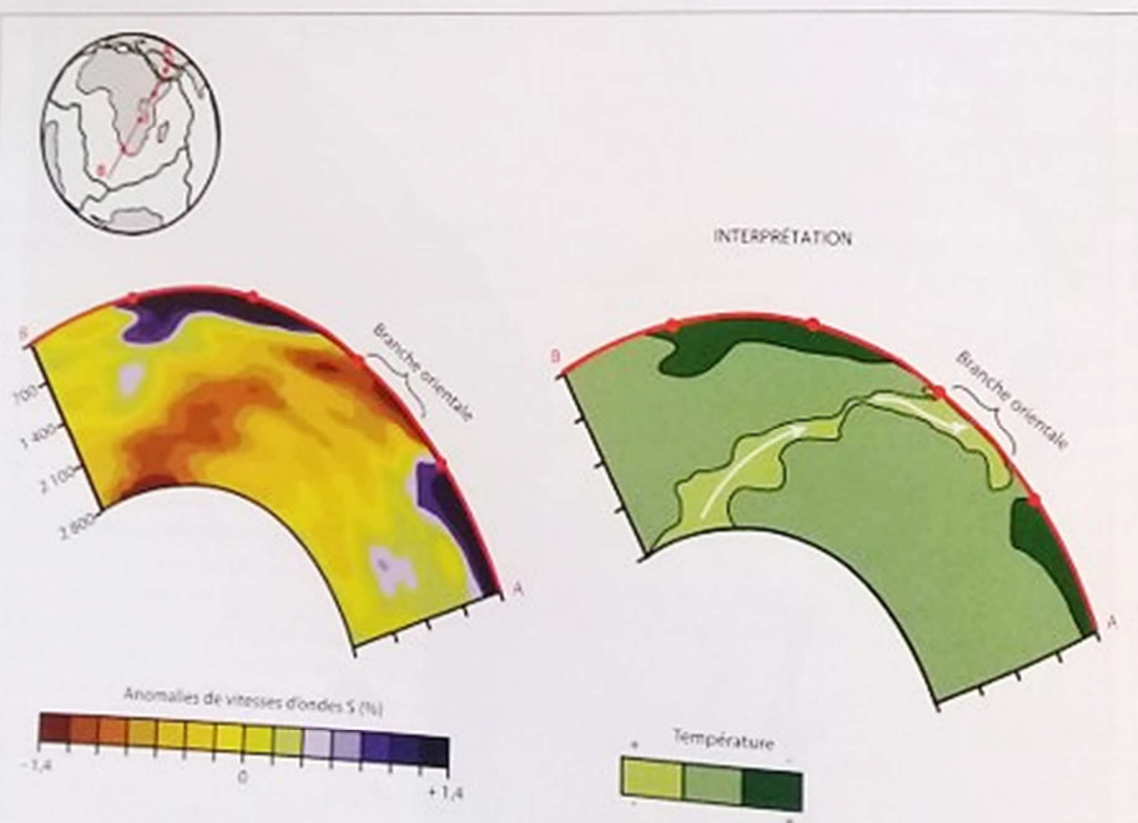 B
INTERPRÉTATION
B
Branche orientale
700
1 400
2 100
2 800
A
B
Branche orientale
A
Anomalies de vitesses d'ondes S (%)
-1,4
0
+1,4
Température
+
-
-
+